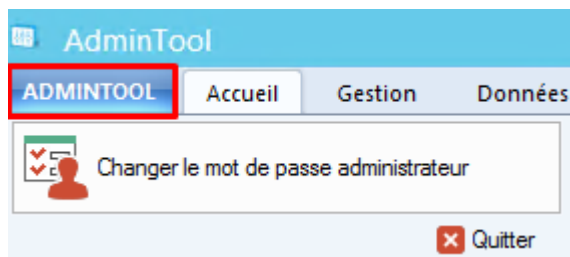 AdminTool
ADMINTOOL Accueil Gestion Données
Changer le mot de passe administrateur
Quitter